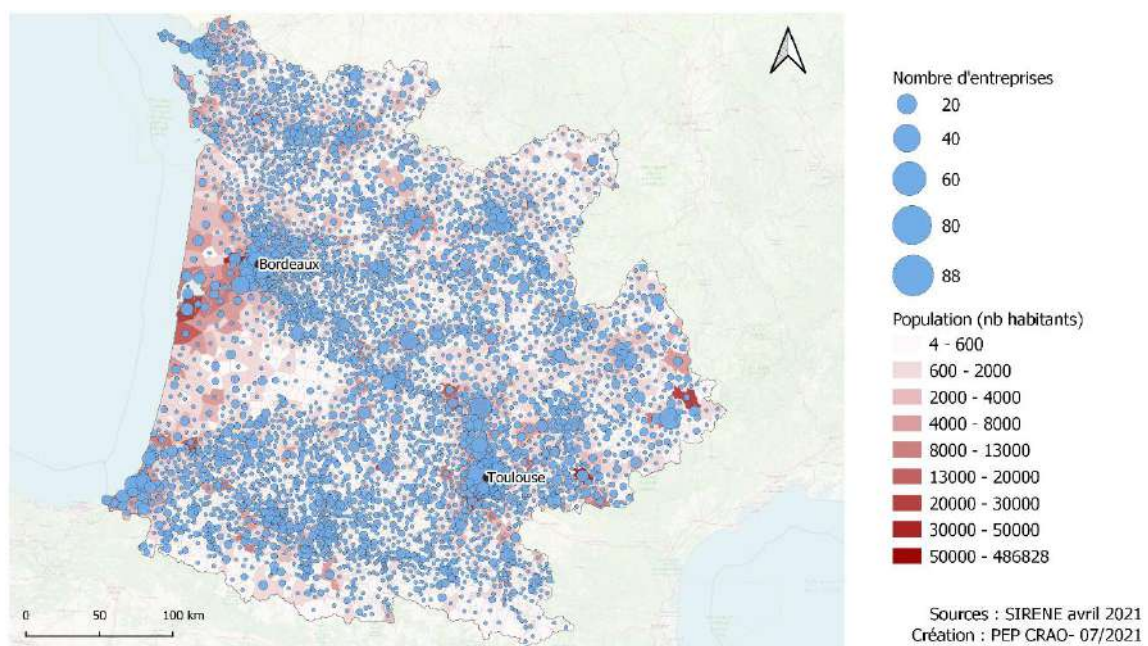 Bordeaux
Toulouse
0 50 100 km
Nombre d'entreprises
20
40
60
80
88
Population (nb habitants)
4 - 600
600 - 2000
2000 - 4000
4000 - 8000
8000 - 13000
13000 - 20000
20000 - 30000
30000 - 50000
50000 - 486828
Sources : SIRENE avril 2021
Création : PEP CRAO- 07/2021